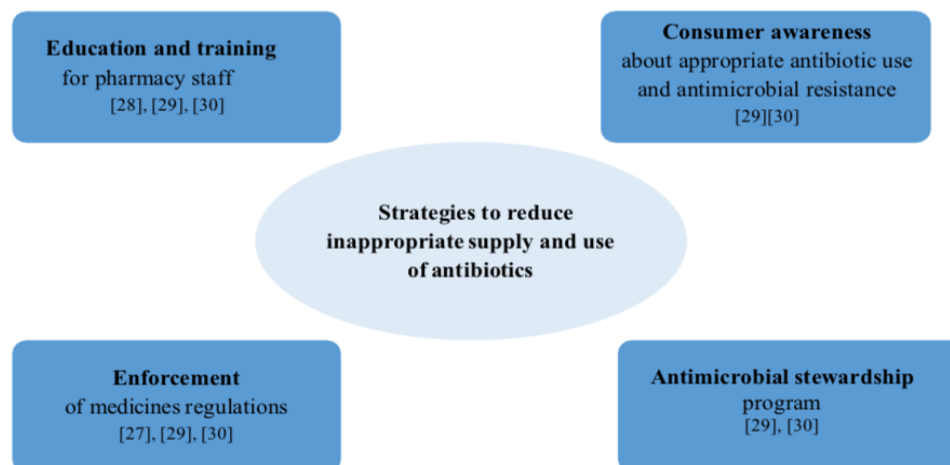 Education and training
for pharmacy staff
[28], [29], [30]
Consumer awareness
about appropriate antibiotic use
and antimicrobial resistance
[29][30]
Strategies to reduce
inappropriate supply and use
of antibiotics
Enforcement
of medicines regulations
[27], [29], [30]
Antimicrobial stewardship
program
[29], [30]